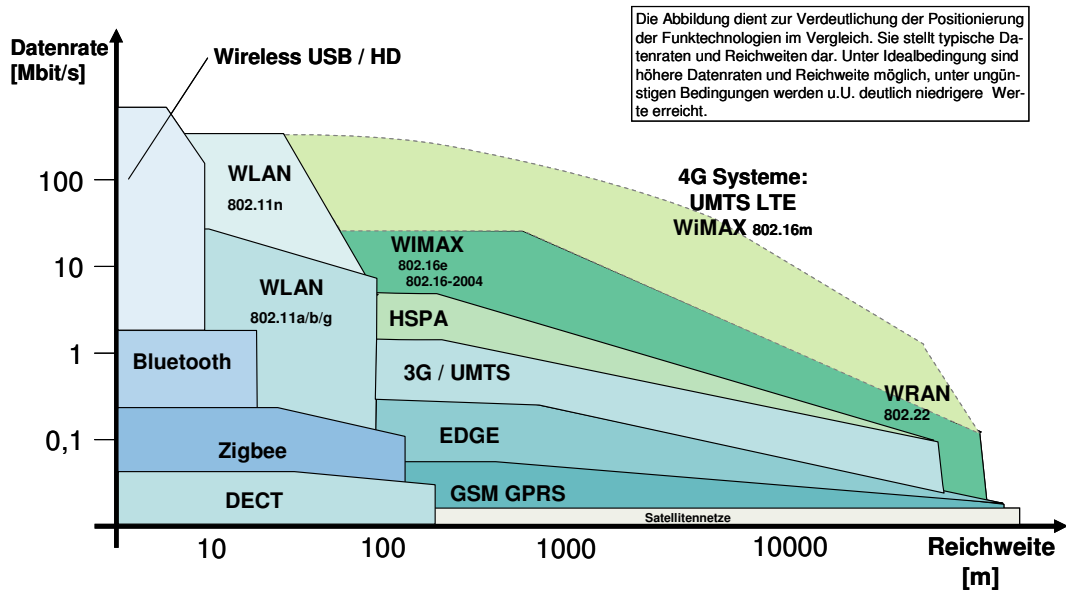 Datenrate
[Mbit/s]
Wireless USB / HD
Die Abbildung dient zur Verdeutlichung der Positionierung
der Funktechnologien im Vergleich. Sie stellt typische Da-
tenraten und Reichweiten dar. Unter Idealbedingung sind
höhere Datenraten und Reichweite möglich, unter ungün-
stigen Bedingungen werden u.U. deutlich niedrigere Wer-
te erreicht.
100
10
1
0,1
WLAN
802.11n
4G Systeme:
UMTS LTE
WiMAX 802.16m
WIMAX
802.16e
802.16-2004
WLAN
802.11a/b/g
HSPA
Bluetooth
3G / UMTS
WRAN
802.22
EDGE
Zigbee
DECT
GSM GPRS
Satellitennetze
10
100
1000
10000
Reichweite
[m]